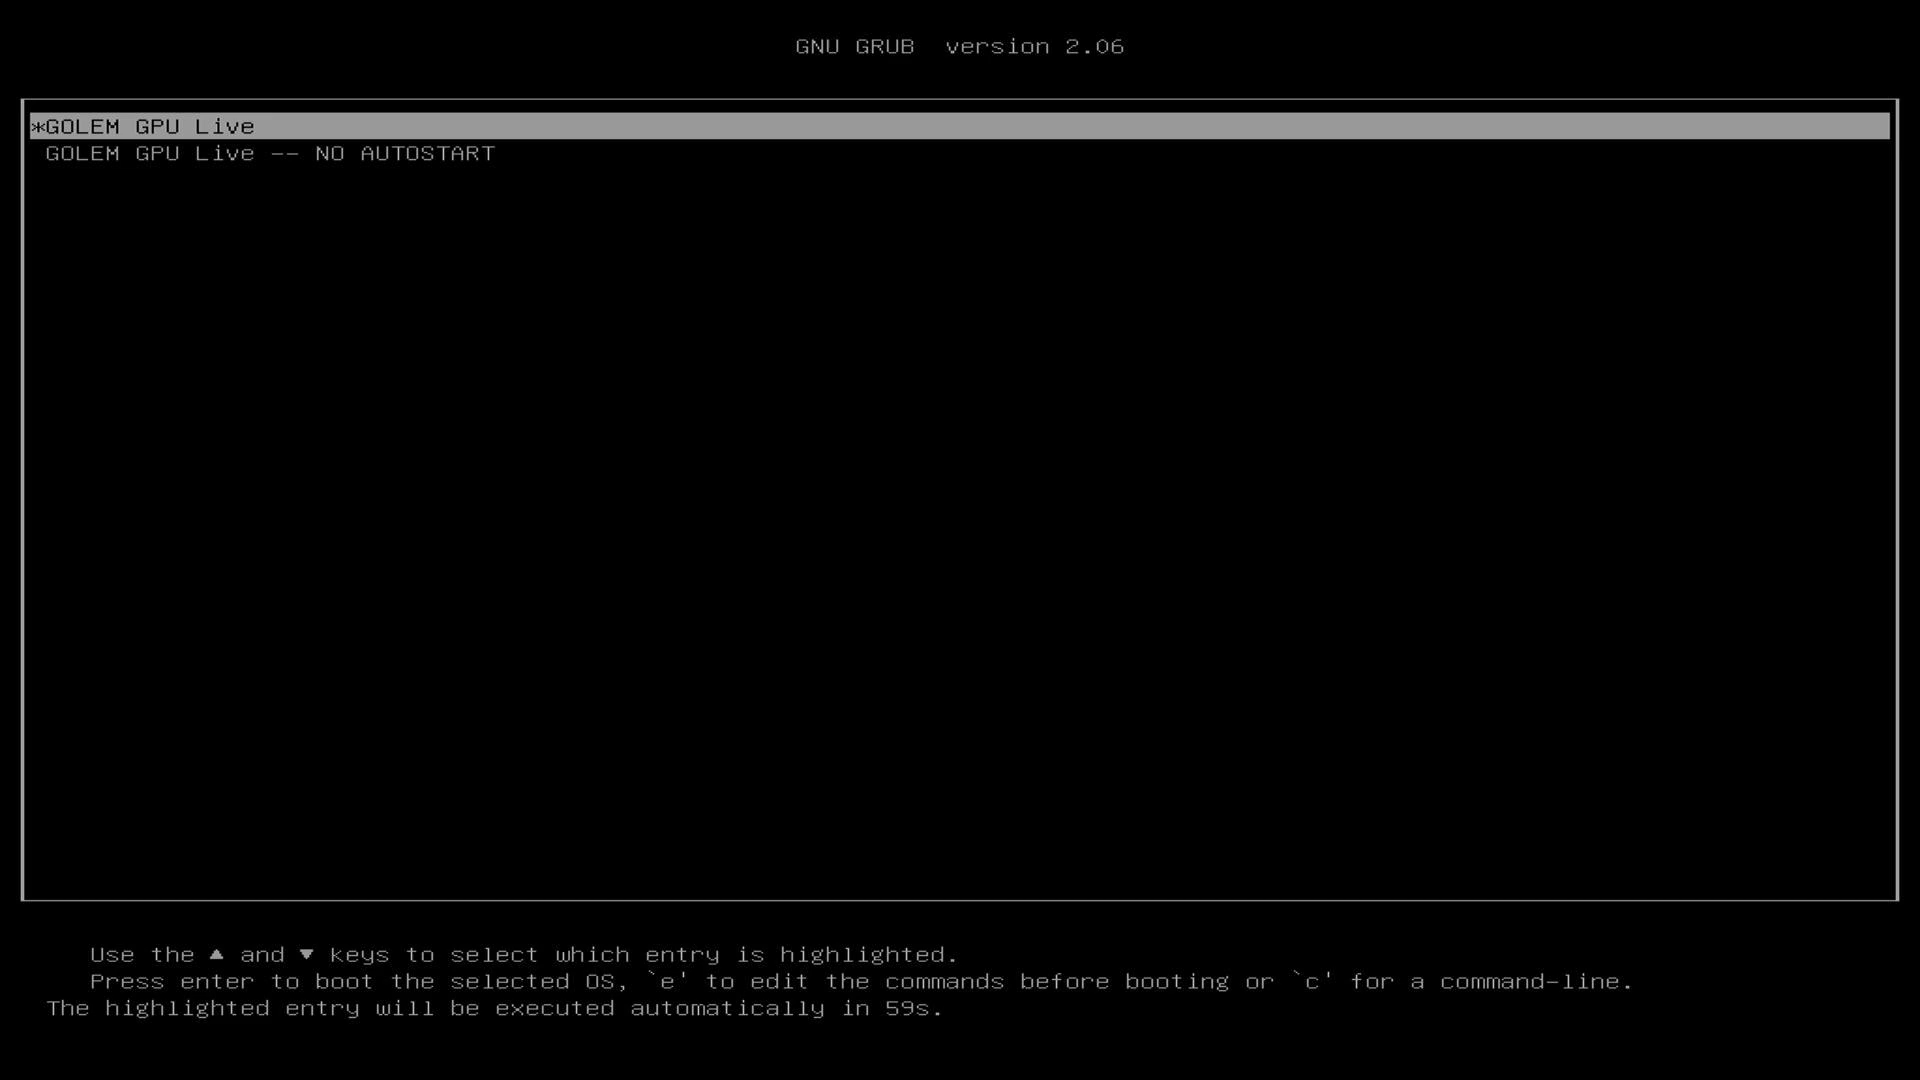 GNU GRUB  version 2.06
*GOLEM GPU Live
GOLEM GPU Live -- NO AUTOSTART
Use the ▲ and ▼ keys to select which entry is highlighted.
Press enter to boot the selected OS, `e' to edit the commands before booting or `c' for a command-line.
The highlighted entry will be executed automatically in 59s.